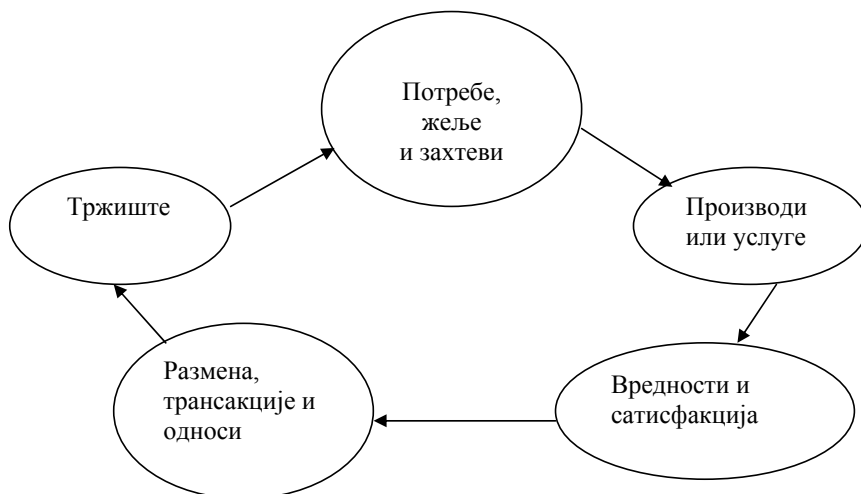 Потребе,
жеље
и захтеви
Тржиште
Производи
или услуге
Размена,
трансакције и
односи
Вредности и
сатисфакција